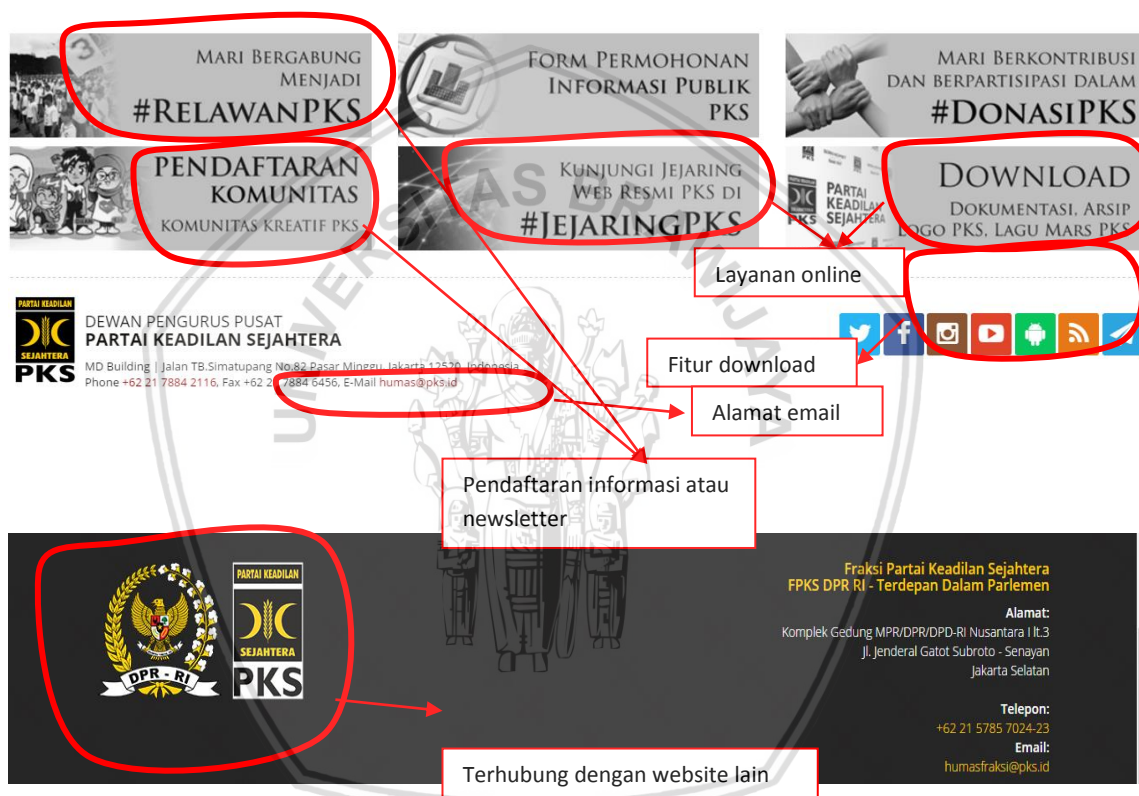 MARI BERGABUNG
MENJADI
#RELAWANPKS
FORM PERMOHONAN
INFORMASI PUBLIK
PKS
MARI BERKONTRIBUSI
DAN BERPARTISIPASI DALAM
#DONASIPKS
PENDAFTARAN
KOMUNITAS
KOMUNITAS KREATIF PKS
KUNJUNGI JEJARING
WEB RESMI PKS DI
#JEJARINGPKS
PARTAI
KEADILAN
SEJAHTERA
PKS
DOWNLOAD
DOKUMENTASI, ARSIP
LOGO PKS, LAGU MARS PKS
Layanan online
PARTAI KEADILAN
SEJAHTERA
PKS
DEWAN PENGURUS PUSAT
PARTAI KEADILAN SEJAHTERA
MD Building | Jalan TB.Simatupang No.82 Pasar Minggu, Jakarta 12520, Indonesia
Phone +62 21 7884 2116, Fax +62 21 7884 6456, E-Mail humas@pks.id
Fitur download
Alamat email
UNIVERSITAS BRAWIJAYA
Pendaftaran informasi atau
newsletter
DPR - RI
PARTAI KEADILAN
SEJAHTERA
PKS
Fraksi Partai Keadilan Sejahtera
FPKS DPR RI - Terdepan Dalam Parlemen
Alamat:
Komplek Gedung MPR/DPR/DPD-RI Nusantara I lt.3
Jl. Jenderal Gatot Subroto - Senayan
Jakarta Selatan
Telepon:
+62 21 5785 7024-23
Email:
humasfraksi@pks.id
Terhubung dengan website lain